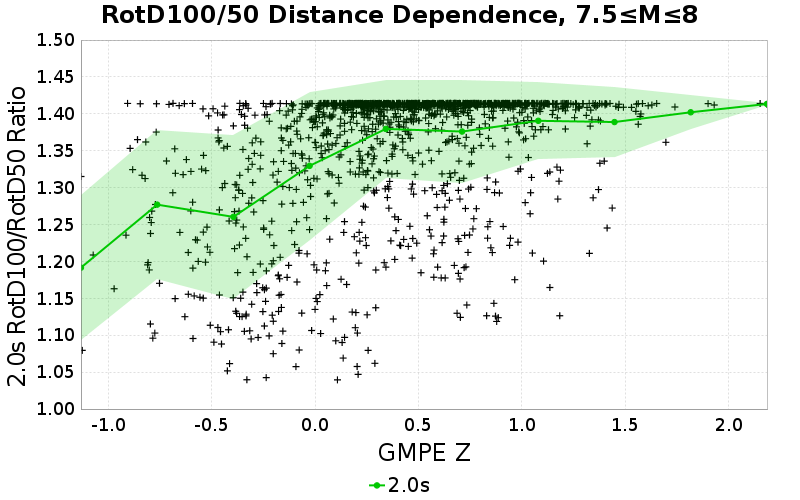 RotD100/50 Distance Dependence, 7.5≤M≤8
2.0s RotD100/RotD50 Ratio
1.50
1.45
1.40
1.35
1.30
1.25
1.20
1.15
1.10
1.05
1.00
-1.0 -0.5 0.0 0.5 1.0 1.5 2.0
GMPE Z
2.0s